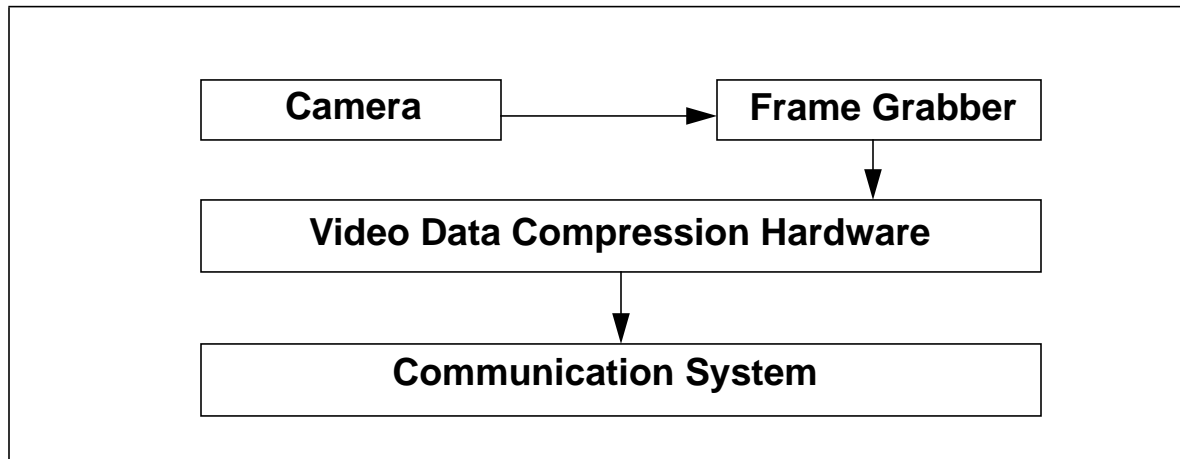 Camera
Frame Grabber
Video Data Compression Hardware
Communication System